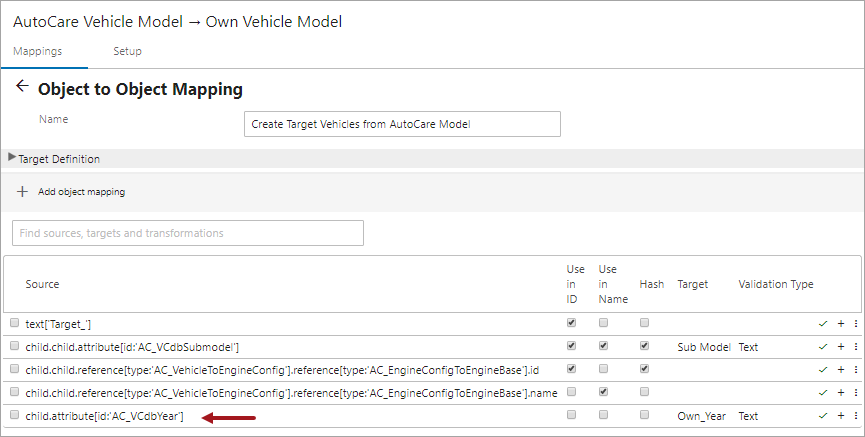 AutoCare Vehicle Model → Own Vehicle Model
Mappings Setup
← Object to Object Mapping
Name Create Target Vehicles from AutoCare Model
Target Definition
+ Add object mapping
Find sources, targets and transformations
Source Use in ID Use in Name Hash Target Validation Type
text['Target_']
child.child.attribute[id:'AC_VCdbSubmodel'] Sub Model Text
child.child.reference[type:'AC_VehicleToEngineConfig'].reference[type:'AC_EngineConfigToEngineBase'].id
child.child.reference[type:'AC_VehicleToEngineConfig'].reference[type:'AC_EngineConfigToEngineBase'].name
child.attribute[id:'AC_VCdbYear'] Own_Year Text